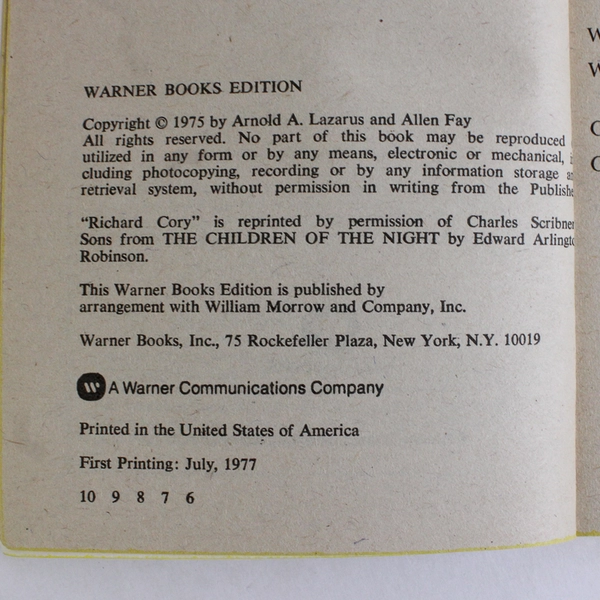 WARNER BOOKS EDITION
Copyright © 1975 by Arnold A. Lazarus and Allen Fay
All rights reserved. No part of this book may be reproduced
utilized in any form or by any means, electronic or mechanical,
cluding photocopying, recording or by any information storage
retrieval system, without permission in writing from the Publishe
"Richard Cory" is reprinted by permission of Charles Scribner
Sons from THE CHILDREN OF THE NIGHT by Edward Arlingto
Robinson.
This Warner Books Edition is published by
arrangement with William Morrow and Company, Inc.
Warner Books, Inc., 75 Rockefeller Plaza, New York, N.Y. 10019
A Warner Communications Company
Printed in the United States of America
First Printing: July, 1977
10 9 8 7 6